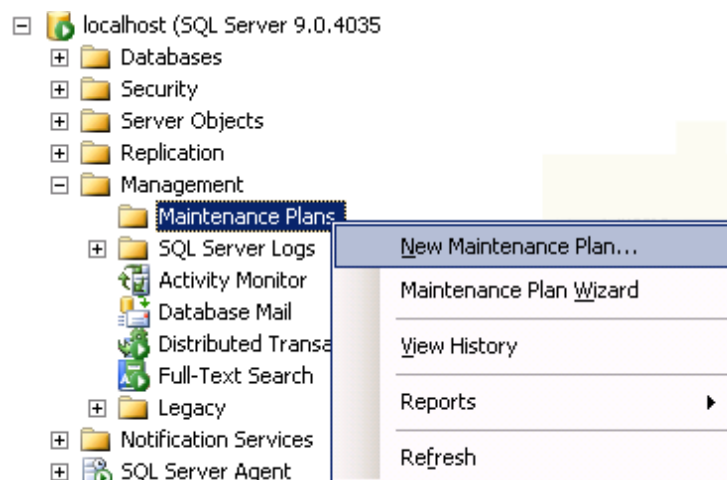 localhost (SQL Server 9.0.4035
Databases
Security
Server Objects
Replication
Management
Maintenance Plans
SQL Server Logs
Activity Monitor
Database Mail
Distributed Transa
Full-Text Search
Legacy
Notification Services
SQL Server Agent
New Maintenance Plan...
Maintenance Plan Wizard
View History
Reports
Refresh